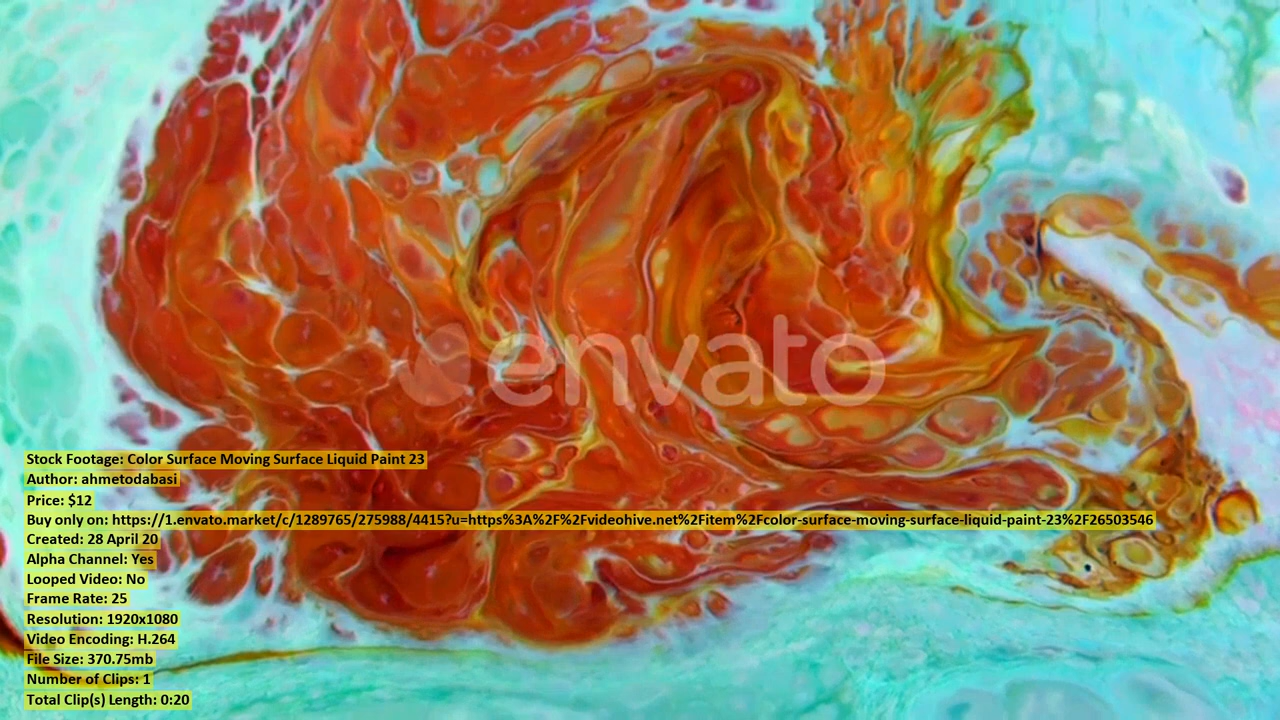 envato
Stock Footage: Color Surface Moving Surface Liquid Paint 23
Author: ahmetodabasi
Price: $12
Buy only on: https://1.envato.market/c/1289765/275988/4415?u=https%3A%2F%2Fvideohive.net%2Fitem%2Fcolor-surface-moving-surface-liquid-paint-23%2F26503546
Created: 28 April 20
Alpha Channel: Yes
Looped Video: No
Frame Rate: 25
Resolution: 1920x1080
Video Encoding: H.264
File Size: 370.75mb
Number of Clips: 1
Total Clip(s) Length: 0:20